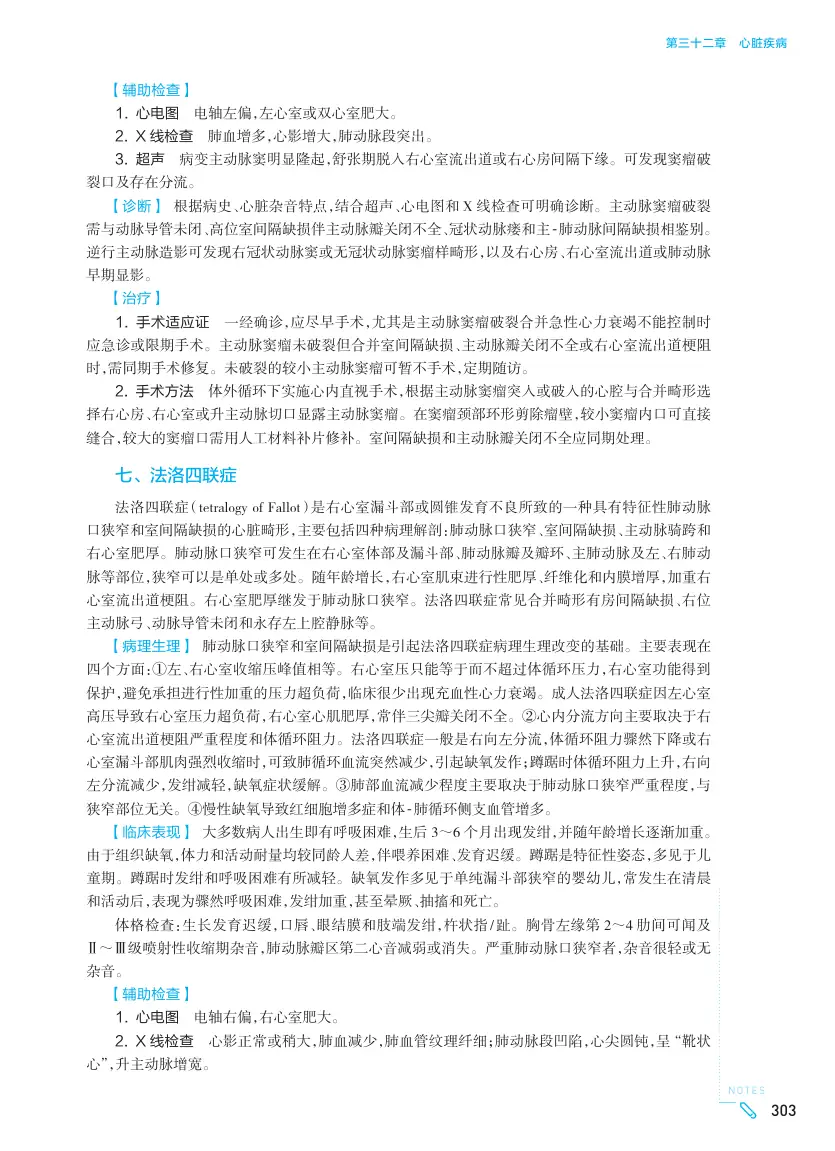 第三十二章 心脏疾病
【辅助检查】
1. 心电图 电轴左偏,左心室或双心室肥大。
2. X线检查 肺血增多,心影增大,肺动脉段突出。
3. 超声 病变主动脉窦明显隆起,舒张期脱入右心室流出道或右心房间隔下缘。可发现窦瘤破
裂口及存在分流。
【诊断】 根据病史、心脏杂音特点,结合超声、心电图和 X 线检查可明确诊断。主动脉窦瘤破裂
需与动脉导管未闭、高位室间隔缺损伴主动脉瓣关闭不全、冠状动脉瘘和主-肺动脉间隔缺损相鉴别。
逆行主动脉造影可发现右冠状动脉窦或无冠状动脉窦瘤样畸形,以及右心房、右心室流出道或肺动脉
早期显影。
【治疗】
1. 手术适应证 一经确诊,应尽早手术,尤其是主动脉窦瘤破裂合并急性心力衰竭不能控制时
应急诊或限期手术。主动脉窦瘤未破裂但合并室间隔缺损、主动脉瓣关闭不全或右心室流出道梗阻
时,需同期手术修复。未破裂的较小主动脉窦瘤可暂不手术,定期随访。
2. 手术方法 体外循环下实施心内直视手术,根据主动脉窦瘤突入或破入的心腔与合并畸形选
择右心房、右心室或升主动脉切口显露主动脉窦瘤。在窦瘤颈部环形剪除瘤壁,较小窦瘤内口可直接
缝合,较大的窦瘤口需用人工材料补片修补。室间隔缺损和主动脉瓣关闭不全应同期处理。
七、法洛四联症
法洛四联症(tetralogy of Fallot)是右心室漏斗部或圆锥发育不良所致的一种具有特征性肺动脉
口狭窄和室间隔缺损的心脏畸形,主要包括四种病理解剖:肺动脉口狭窄、室间隔缺损、主动脉骑跨和
右心室肥厚。肺动脉口狭窄可发生在右心室体部及漏斗部、肺动脉瓣及瓣环、主肺动脉及左、右肺动
脉等部位,狭窄可以是单处或多处。随年龄增长,右心室肌束进行性肥厚、纤维化和内膜增厚,加重右
心室流出道梗阻。右心室肥厚继发于肺动脉口狭窄。法洛四联症常见合并畸形有房间隔缺损、右位
主动脉弓、动脉导管未闭和永存左上腔静脉等。
【病理生理】 肺动脉口狭窄和室间隔缺损是引起法洛四联症病理生理改变的基础。主要表现在
四个方面:①左、右心室收缩压峰值相等。右心室压只能等于而不超过体循环压力,右心室功能得到
保护,避免承担进行性加重的压力超负荷,临床很少出现充血性心力衰竭。成人法洛四联症因左心室
高压导致右心室压力超负荷,右心室心肌肥厚,常伴三尖瓣关闭不全。②心内分流方向主要取决于右
心室流出道梗阻严重程度和体循环阻力。法洛四联症一般是右向左分流,体循环阻力骤然下降或右
心室漏斗部肌肉强烈收缩时,可致肺循环血流突然减少,引起缺氧发作;蹲踞时体循环阻力上升,右向
左分流减少,发绀减轻,缺氧症状缓解。③肺部血流减少程度主要取决于肺动脉口狭窄严重程度,与
狭窄部位无关。④慢性缺氧导致红细胞增多症和体-肺循环侧支血管增多。
【临床表现】 大多数病人出生即有呼吸困难,生后 3～6 个月出现发绀,并随年龄增长逐渐加重。
由于组织缺氧,体力和活动耐量均较同龄人差,伴喂养困难、发育迟缓。蹲踞是特征性姿态,多见于儿
童期。蹲踞时发绀和呼吸困难有所减轻。缺氧发作多见于单纯漏斗部狭窄的婴幼儿,常发生在清晨
和活动后,表现为骤然呼吸困难,发绀加重,甚至晕厥、抽搐和死亡。
体格检查:生长发育迟缓,口唇、眼结膜和肢端发绀,杵状指/趾。胸骨左缘第 2～4 肋间可闻及
Ⅱ～Ⅲ级喷射性收缩期杂音,肺动脉瓣区第二心音减弱或消失。严重肺动脉口狭窄者,杂音很轻或无
杂音。
【辅助检查】
1. 心电图 电轴右偏,右心室肥大。
2. X线检查 心影正常或稍大,肺血减少,肺血管纹理纤细;肺动脉段凹陷,心尖圆钝,呈“靴状
心”,升主动脉增宽。
NOTES
303